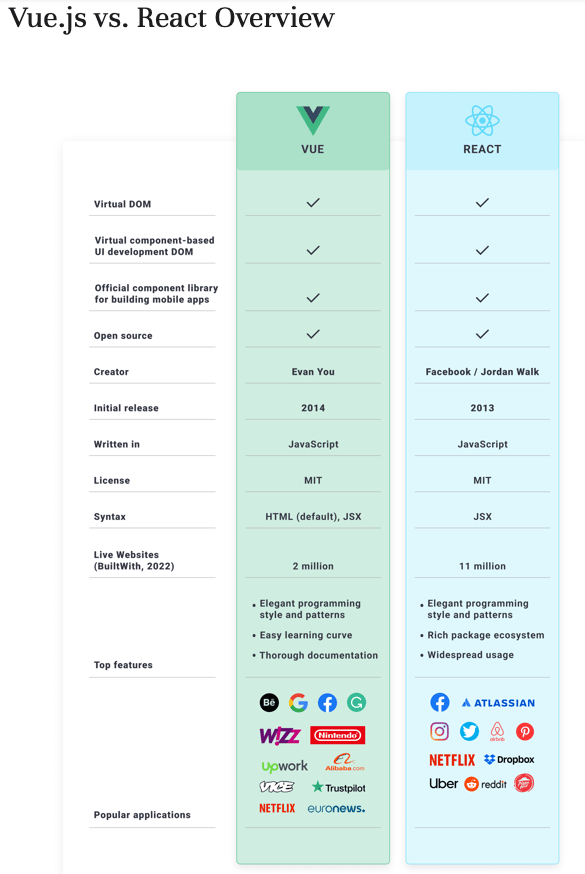 Vue.js vs. React Overview
VUE
REACT
Virtual DOM
Virtual component-based
UI development DOM
Official component library
for building mobile apps
Open source
Creator
Evan You
Facebook / Jordan Walk
Initial release
2014
2013
Written in
JavaScript
JavaScript
License
MIT
MIT
Syntax
HTML (default), JSX
JSX
Live Websites
(BuiltWith, 2022)
2 million
11 million
Top features
• Elegant programming
style and patterns
• Easy learning curve
• Thorough documentation
• Elegant programming
style and patterns
• Rich package ecosystem
• Widespread usage
Popular applications
Bē
G
f
G
W!ZZ
Nintendo
upwork
Alibaba.com
VICE
Trustpilot
NETFLIX
euronews.
f
ATLASSIAN
airbnb
NETFLIX
Dropbox
Uber
reddit